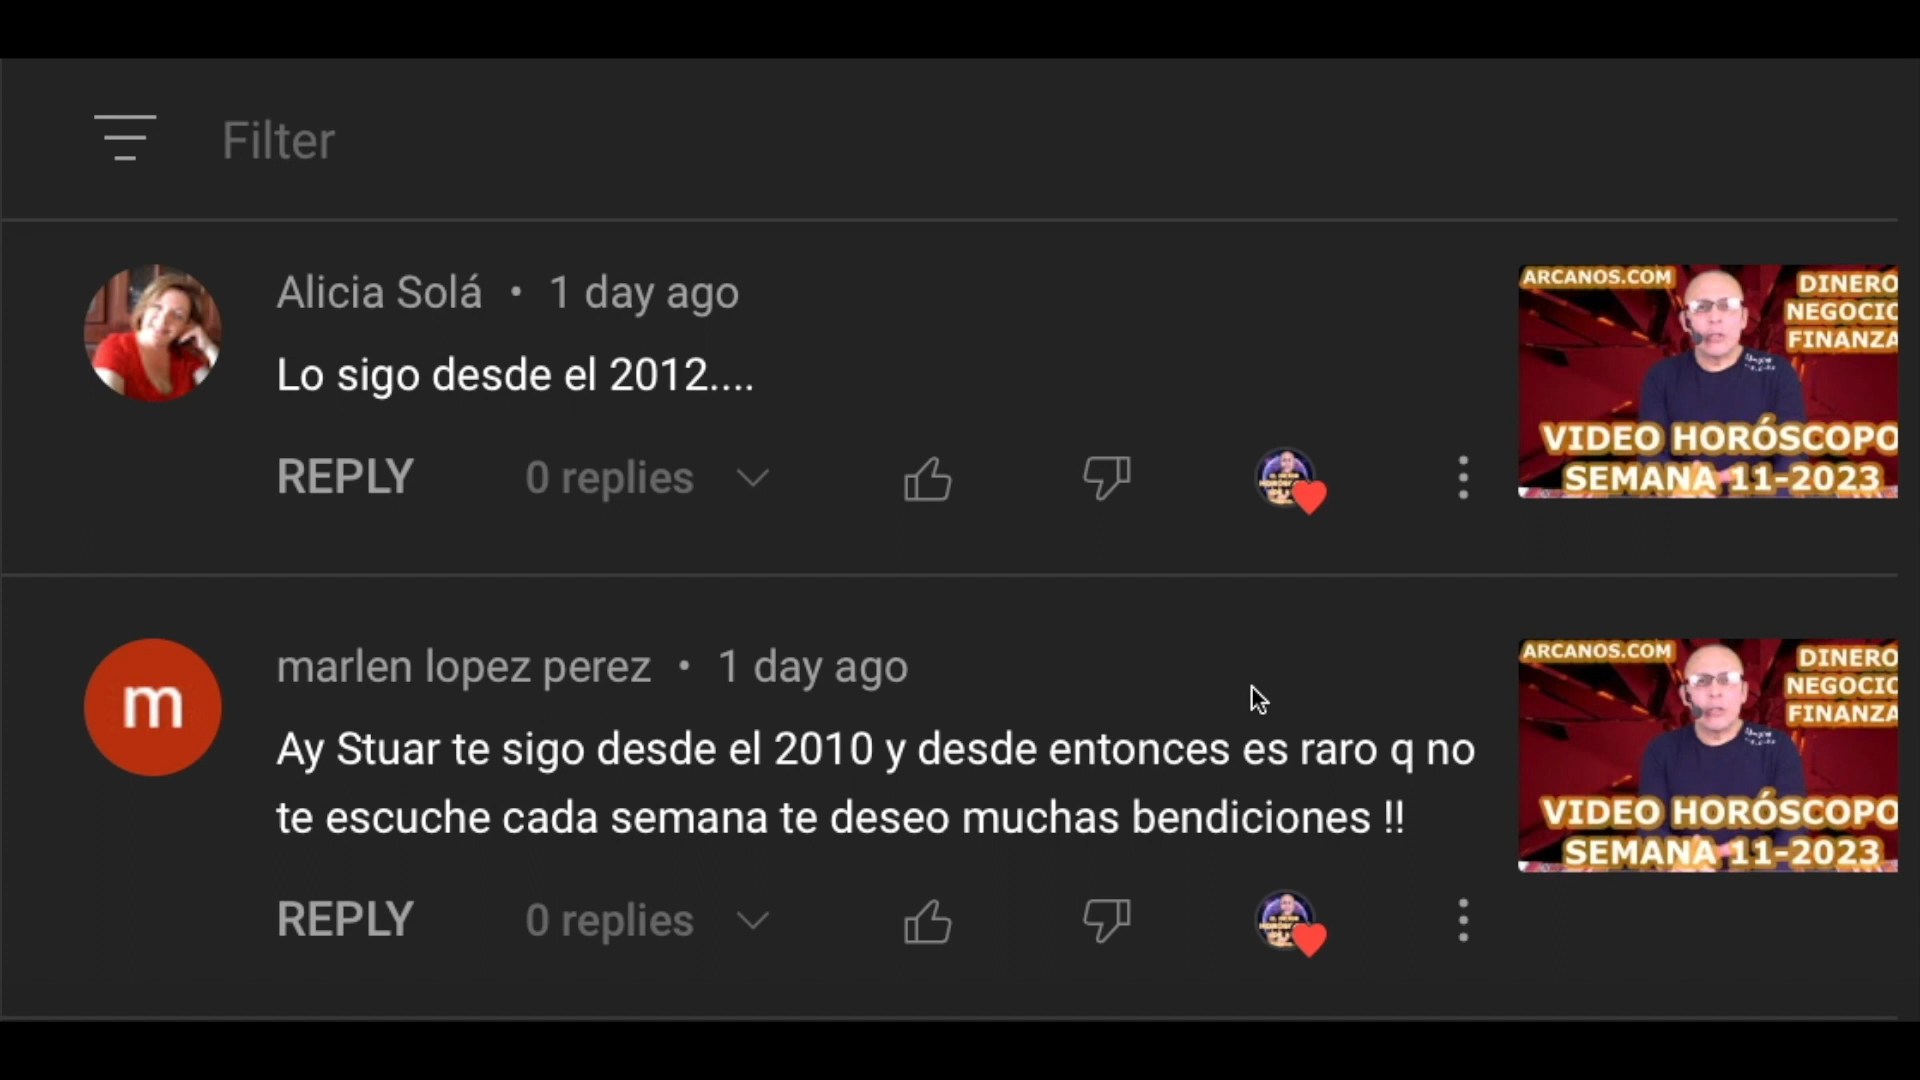 Filter
Alicia Solá • 1 day ago
Lo sigo desde el 2012....
REPLY
0 replies
ARCANOS.COM
DINERO
NEGOCIO
FINANZA
VIDEO HORÓSCOPO
SEMANA 11-2023
m
marlen lopez perez • 1 day ago
Ay Stuar te sigo desde el 2010 y desde entonces es raro q no
te escuche cada semana te deseo muchas bendiciones !!
REPLY
0 replies
ARCANOS.COM
DINERO
NEGOCIO
FINANZA
VIDEO HORÓSCOPO
SEMANA 11-2023